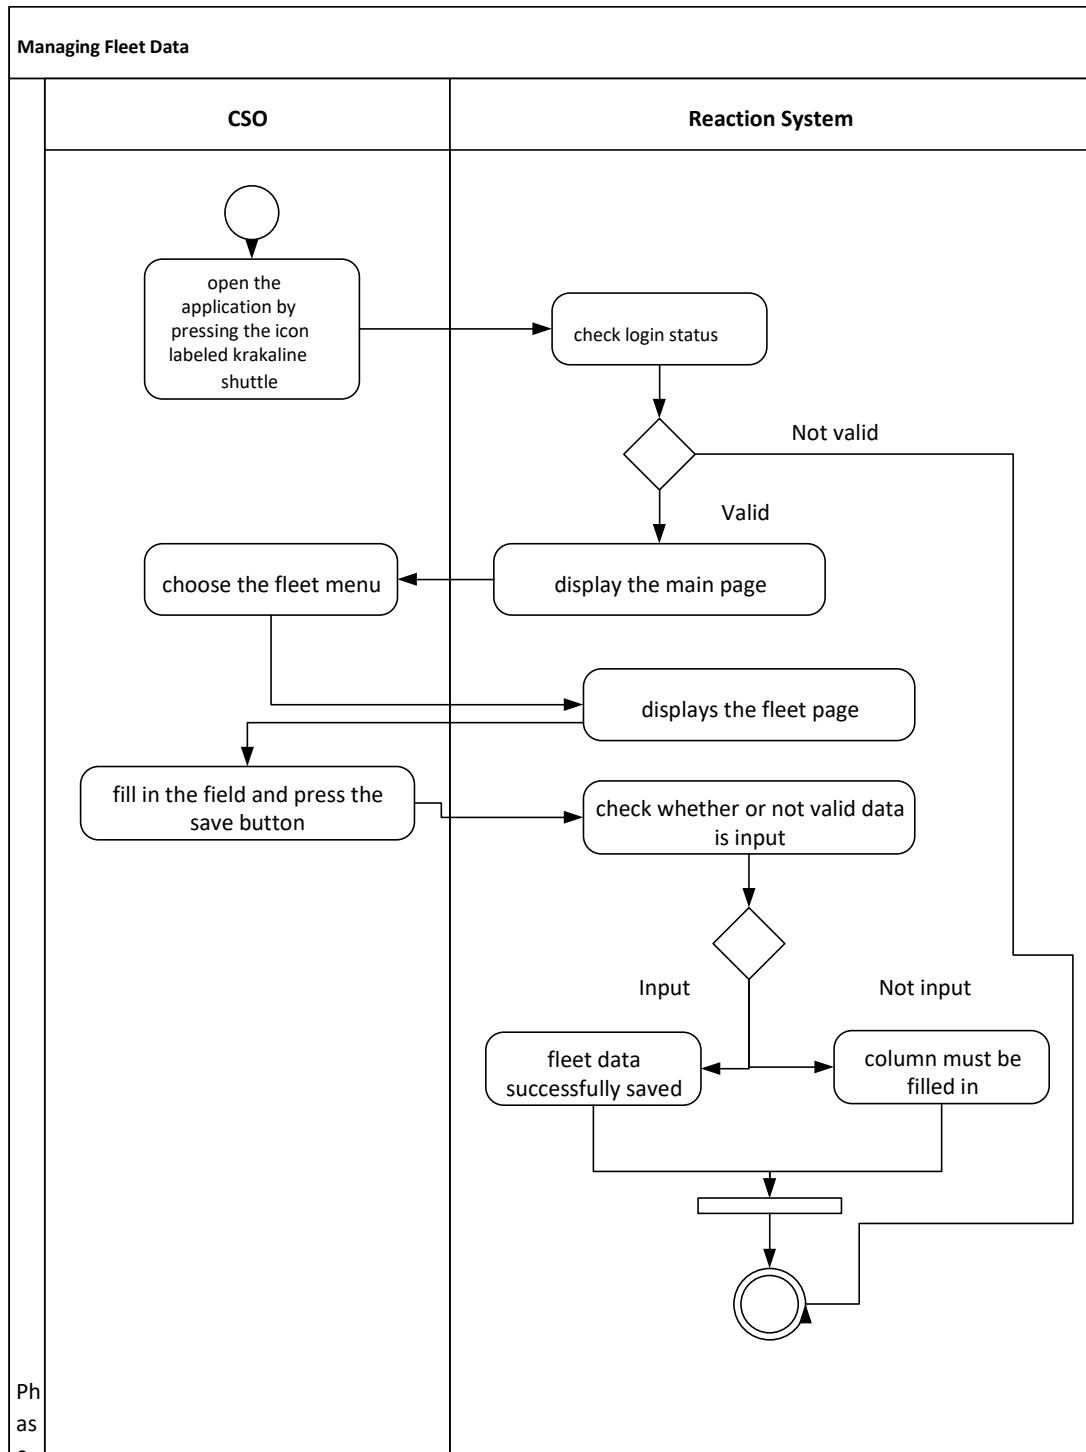 Managing Fleet Data
CSO
Reaction System
open the
application by
pressing the icon
labeled krakaline
shuttle
check login status
Not valid
Valid
choose the fleet menu
display the main page
displays the fleet page
fill in the field and press the
save button
check whether or not valid data
is input
Input
Not input
fleet data
successfully saved
column must be
filled in
Ph
as